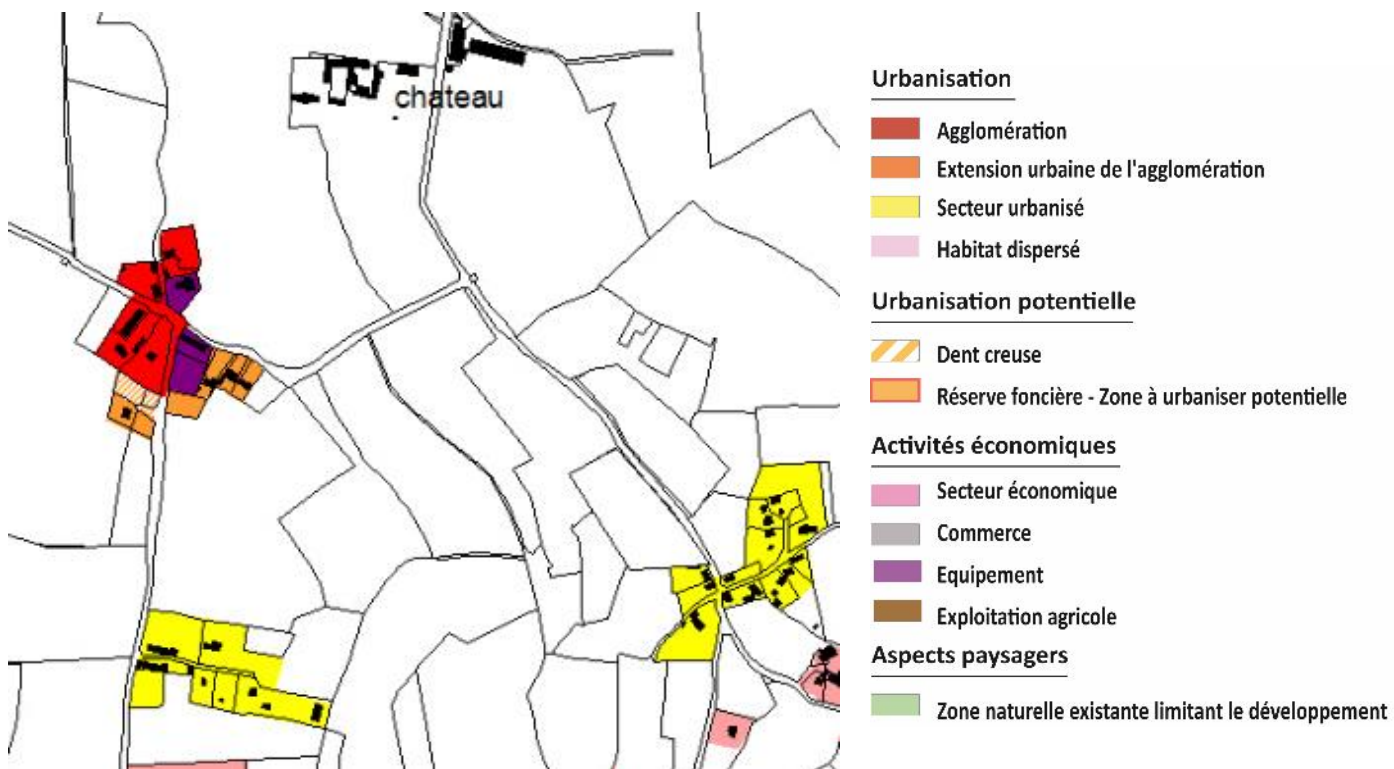 chateau
Urbanisation
Agglomération
Extension urbaine de l'agglomération
Secteur urbanisé
Habitat dispersé
Urbanisation potentielle
Dent creuse
Réserve foncière - Zone à urbaniser potentielle
Activités économiques
Secteur économique
Commerce
Equipement
Exploitation agricole
Aspects paysagers
Zone naturelle existante limitant le développement